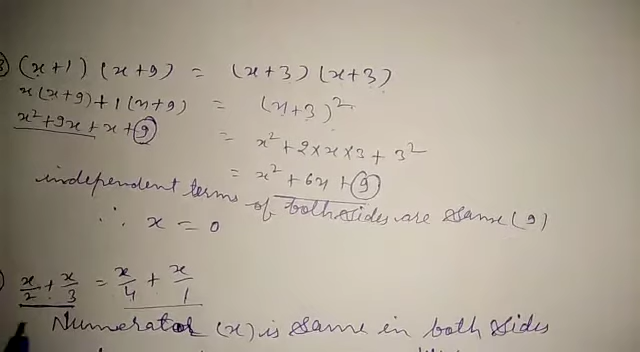 3) (x+1) (x+9) = (x+3) (x+3)
x(x+9)+1(x+9) = (x+3)²
x²+9x+x+9 = x²+2×x×3+3²
= x²+6x+9
independent terms of both sides are same (9)
∴ x = 0
) x/2 + x/3 = x/4 + x/1
Numerator (x) is same in both sides